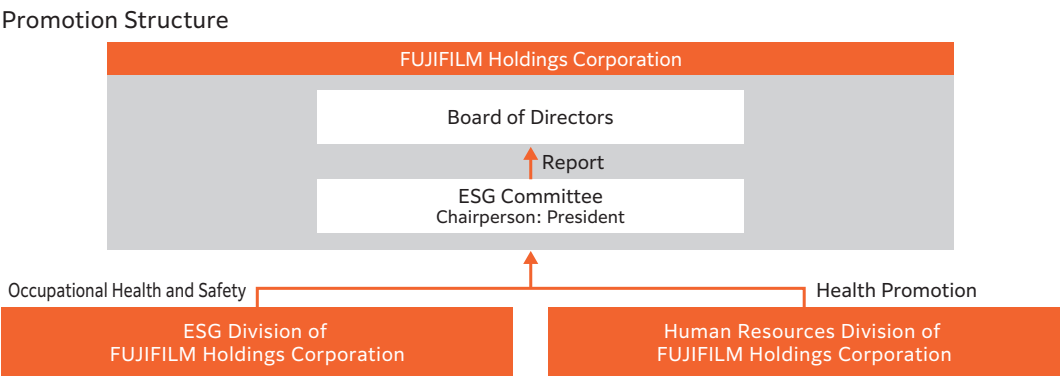 Promotion Structure
FUJIFILM Holdings Corporation
Board of Directors
Report
ESG Committee
Chairperson: President
Occupational Health and Safety
Health Promotion
ESG Division of
FUJIFILM Holdings Corporation
Human Resources Division of
FUJIFILM Holdings Corporation